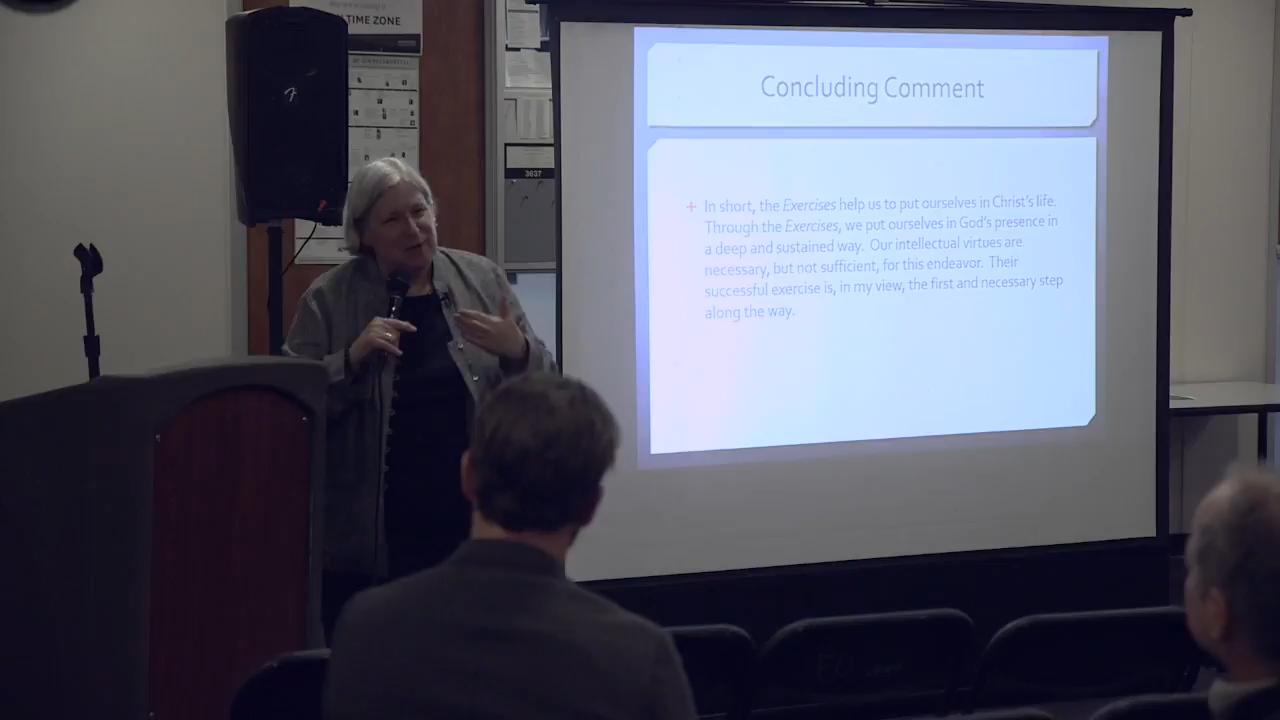 TIME ZONE
3637
Concluding Comment
+ In short, the Exercises help us to put ourselves in Christ's life.
Through the Exercises, we put ourselves in God's presence in
a deep and sustained way. Our intellectual virtues are
necessary, but not sufficient, for this endeavor. Their
successful exercise is, in my view, the first and necessary step
along the way.